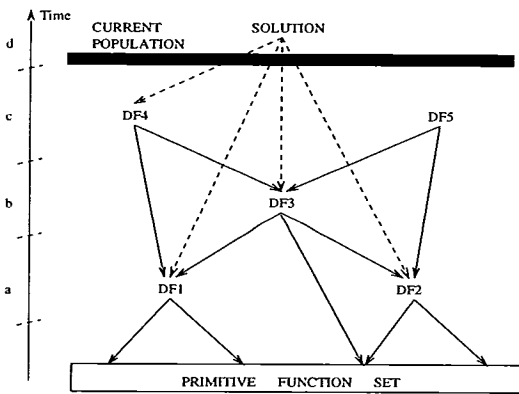 Time
CURRENT
POPULATION
SOLUTION
d
c
DF4
DF5
b
DF3
a
DF1
DF2
PRIMITIVE FUNCTION SET